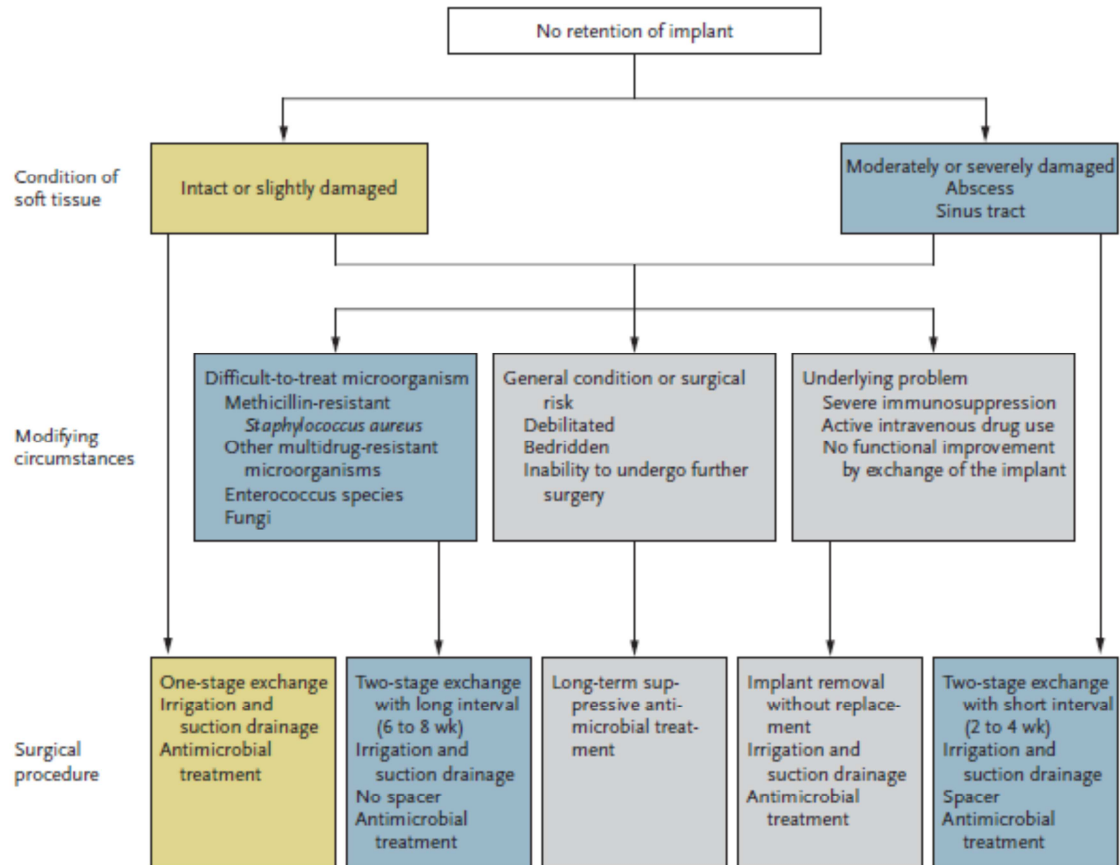 No retention of implant
Condition of
soft tissue
Intact or slightly damaged
Moderately or severely damaged
Abscess
Sinus tract
Modifying
circumstances
Difficult-to-treat microorganism
Methicillin-resistant
Staphylococcus aureus
Other multidrug-resistant
microorganisms
Enterococcus species
Fungi
General condition or surgical
risk
Debilitated
Bedridden
Inability to undergo further
surgery
Underlying problem
Severe immunosuppression
Active intravenous drug use
No functional improvement
by exchange of the implant
Surgical
procedure
One-stage exchange
Irrigation and
suction drainage
Antimicrobial
treatment
Two-stage exchange
with long interval
(6 to 8 wk)
Irrigation and
suction drainage
No spacer
Antimicrobial
treatment
Long-term sup-
pressive anti-
microbial treat-
ment
Implant removal
without replace-
ment
Irrigation and
suction drainage
Antimicrobial
treatment
Two-stage exchange
with short interval
(2 to 4 wk)
Irrigation and
suction drainage
Spacer
Antimicrobial
treatment